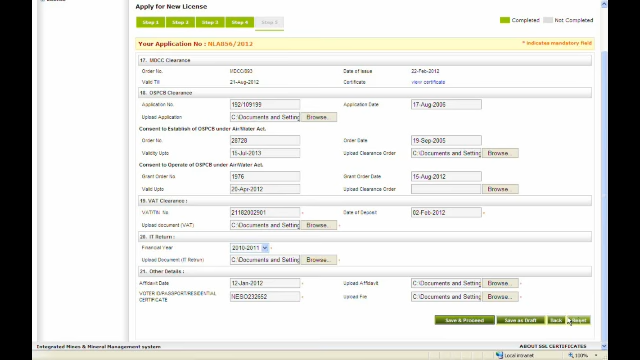 Apply for New License
Step 1 Step 2 Step 3 Step 4 Step 5 Completed Not Completed
Your Application No : NLA056/2012 * indicates mandatory field
17. MDCC Clearance
Order No. MDCC/893 Date of Issue 22-Feb-2012
Valid Till 21-Aug-2012 Certificate view certificate
18. OSPCB Clearance
Application No. 192/109199 Application Date 17-Aug-2005
Upload Application C:\Documents and Setting Browse...
Consent to Establish of OSPCB under Air/Water Act.
Order No. 28728 Order Date 19-Sep-2005
Validity Upto 15-Jul-2013 Upload Clearance Order C:\Documents and Setting Browse...
Consent to Operate of OSPCB under Air/Water Act.
Grant Order No. 1976 Grant Order Date 15-Aug-2012
Valid Upto 20-Apr-2012 Upload Clearance Order Browse...
19. VAT Clearance:
VAT/TIN No. 21182002901 Date of Deposit 02-Feb-2012
Upload document (VAT) C:\Documents and Setting Browse...
20. IT Return :
Financial Year 2010-2011
Upload Document (IT Retrun) C:\Documents and Setting Browse...
21. Other Details :
Affidavit Date 12-Jan-2012 Upload Affidavit C:\Documents and Setting Browse...
VOTER ID/PASSPORT/RESIDENTIAL CERTIFICATE NESO232652 Upload File C:\Documents and Setting Browse...
Save & Proceed Save as Draft Back Reset
Integrated Mines & Mineral Management system ABOUT SSL CERTIFICATES
Local intranet 100%